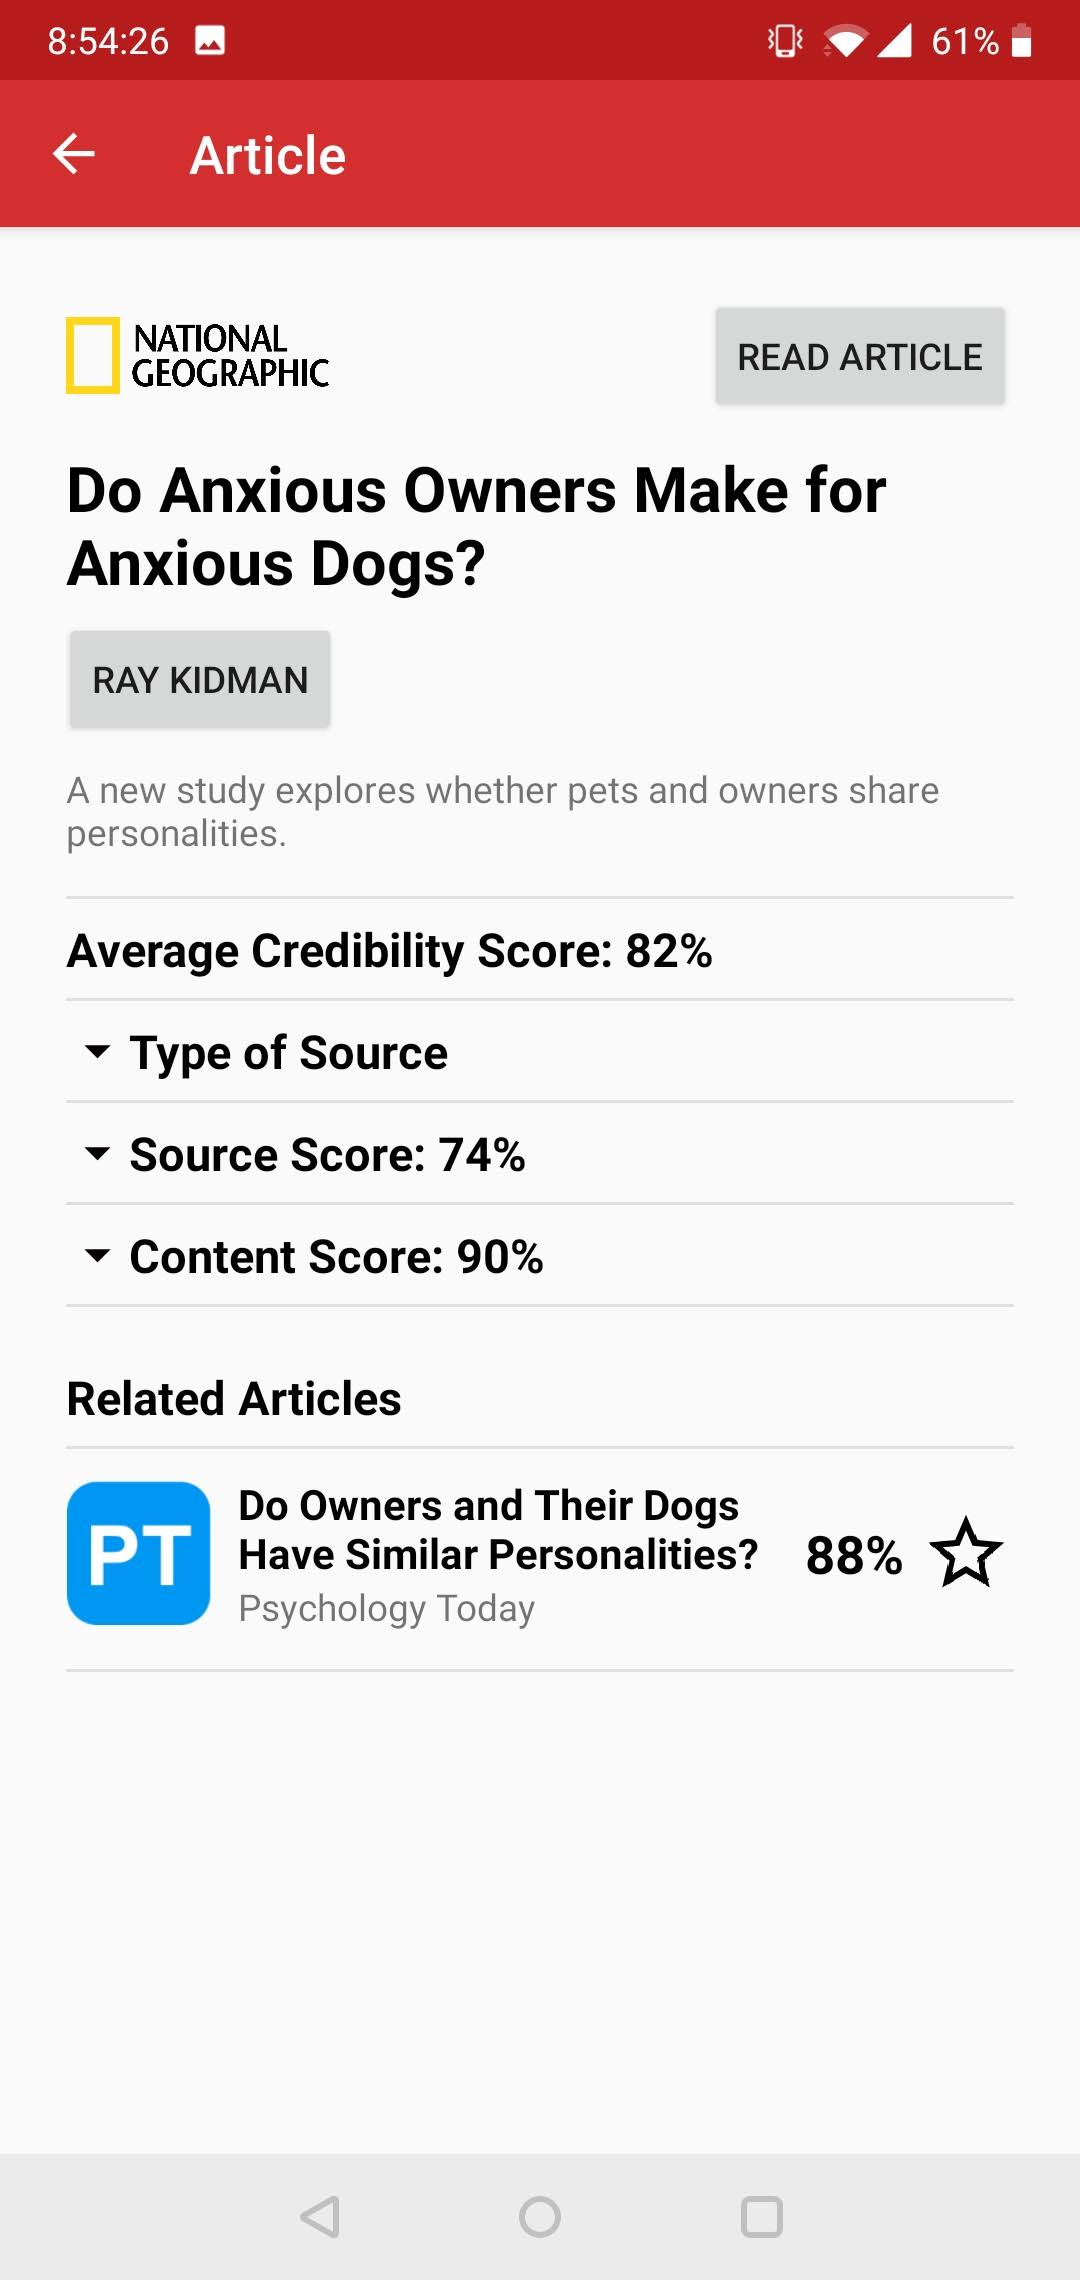 8:54:26 61%
Article
NATIONAL
GEOGRAPHIC
READ ARTICLE
Do Anxious Owners Make for
Anxious Dogs?
RAY KIDMAN
A new study explores whether pets and owners share
personalities.
Average Credibility Score: 82%
Type of Source
Source Score: 74%
Content Score: 90%
Related Articles
PT
Do Owners and Their Dogs
Have Similar Personalities?
Psychology Today
88%